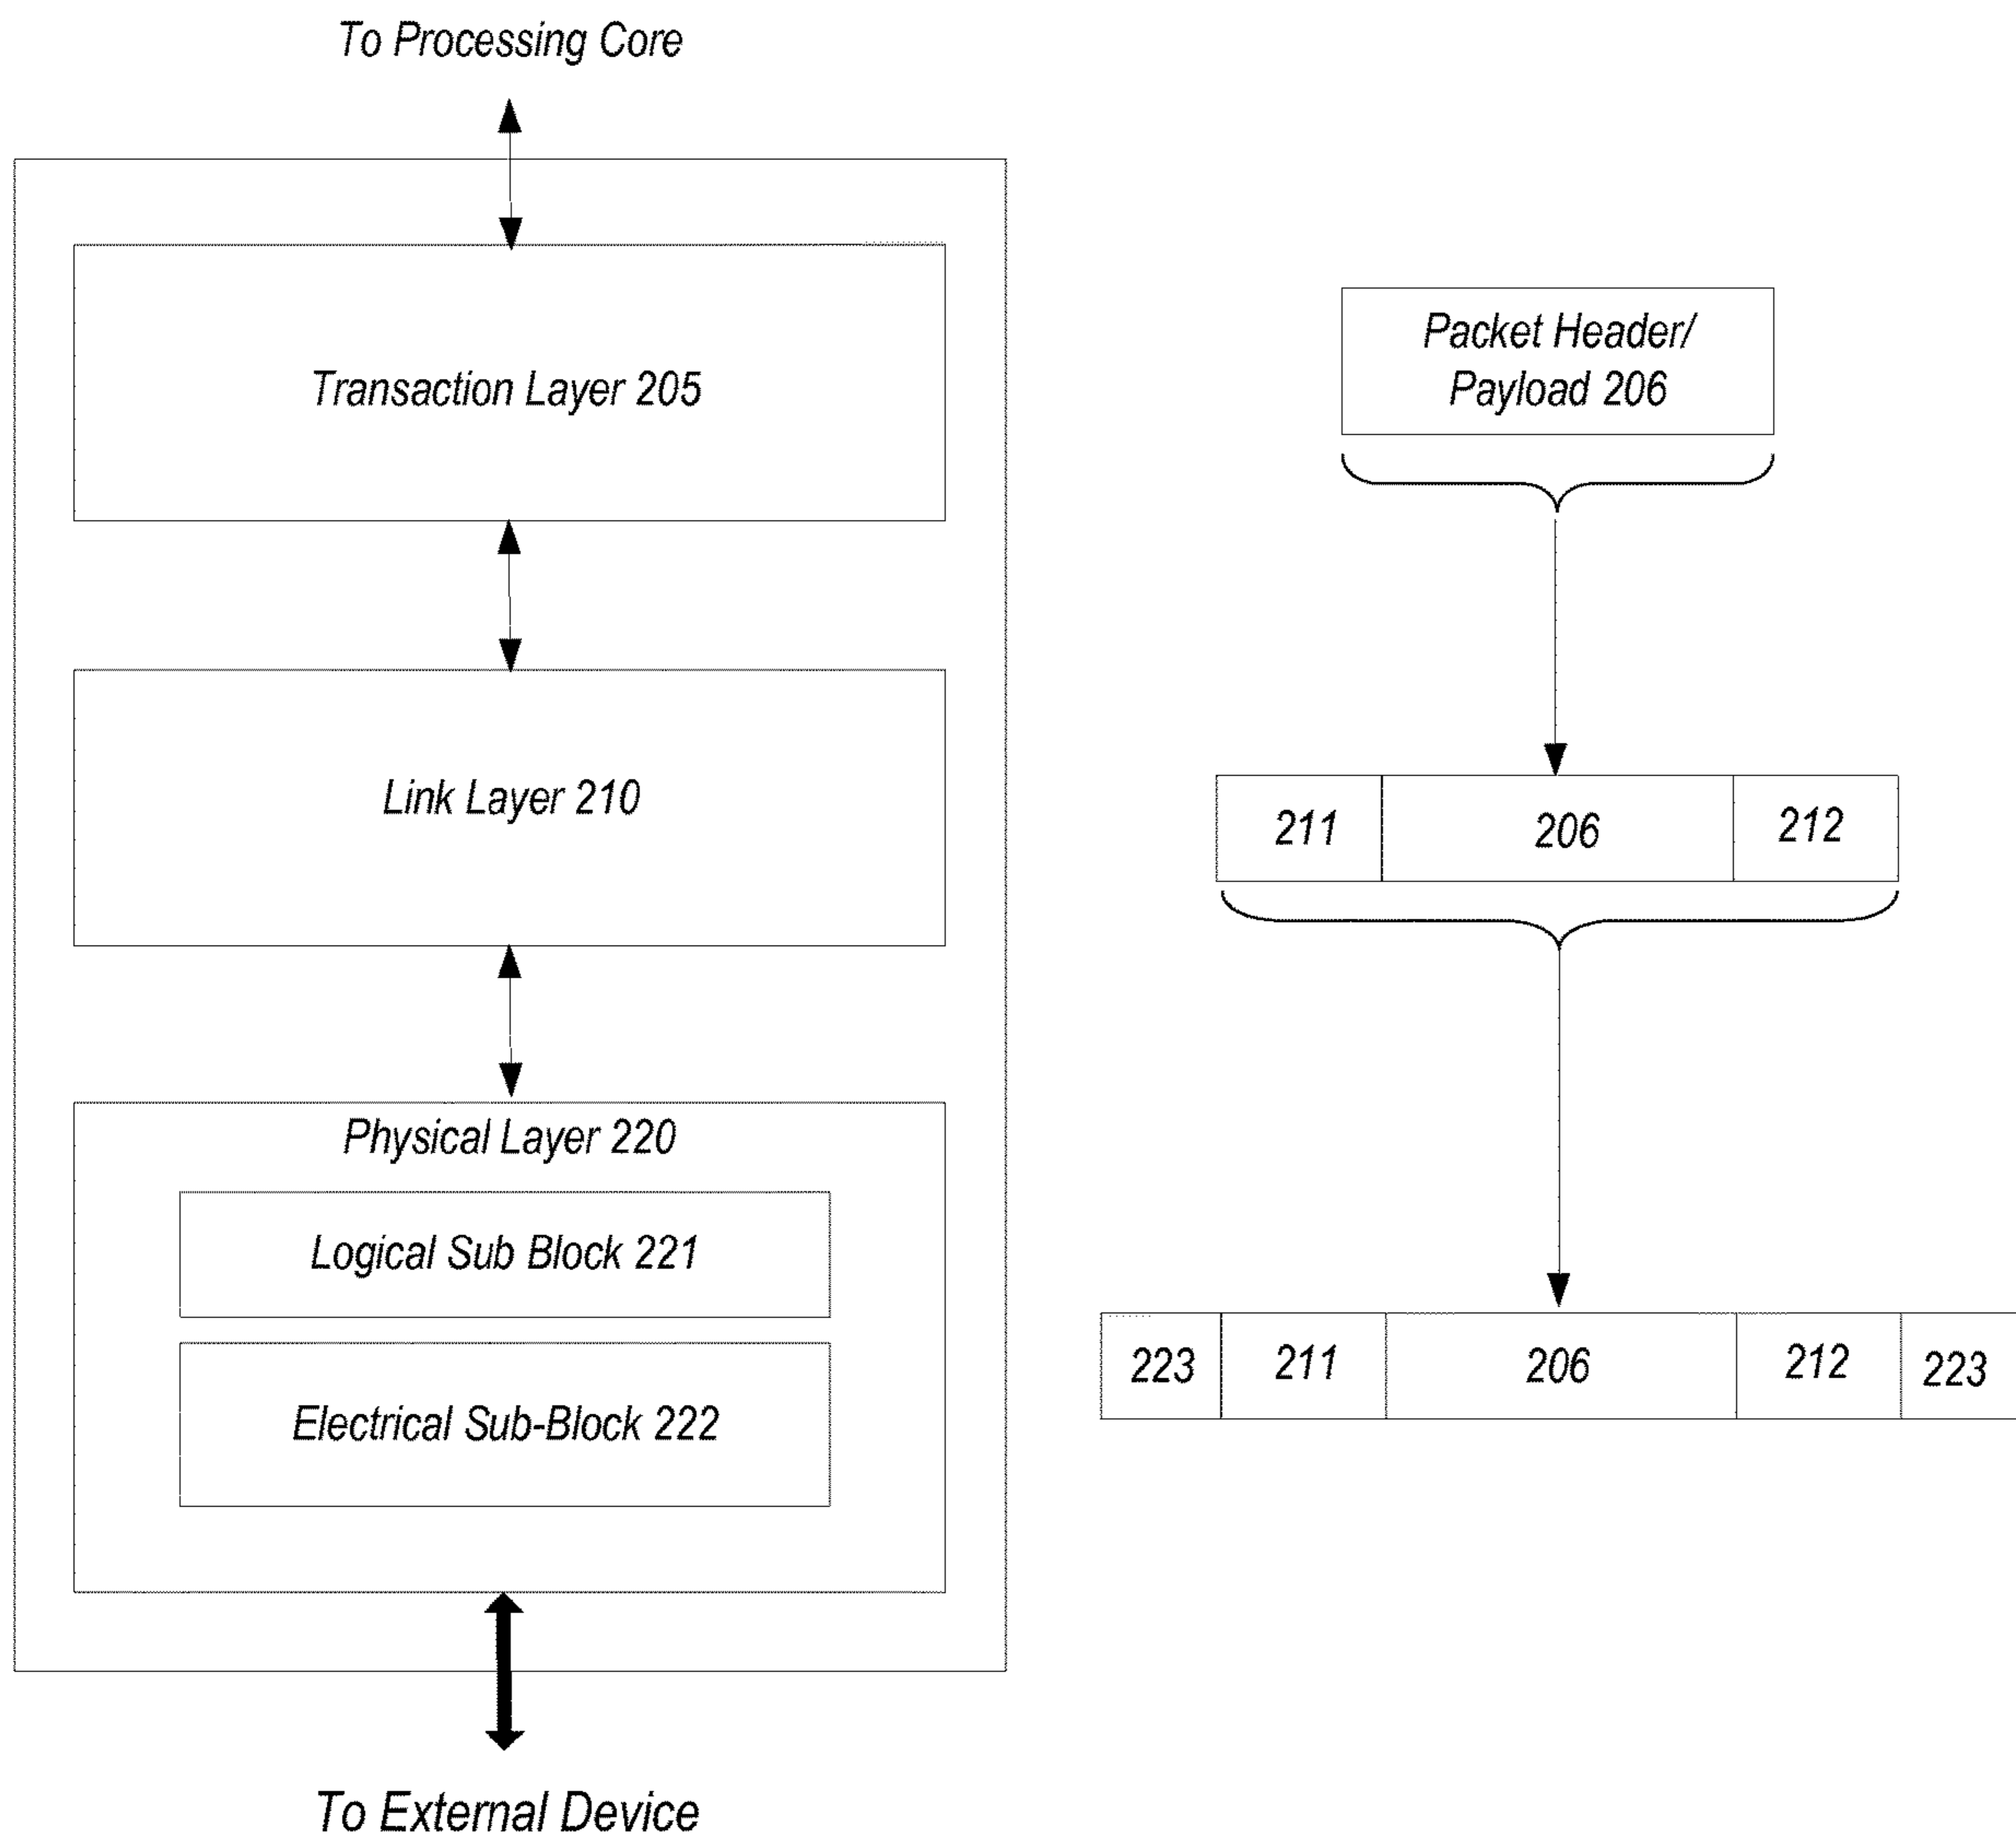 To Processing Core
Transaction Layer 205
Packet Header/
Payload 206
Link Layer 210
211
206
212
Physical Layer 220
Logical Sub Block 221
Electrical Sub-Block 222
223
211
206
212
223
To External Device